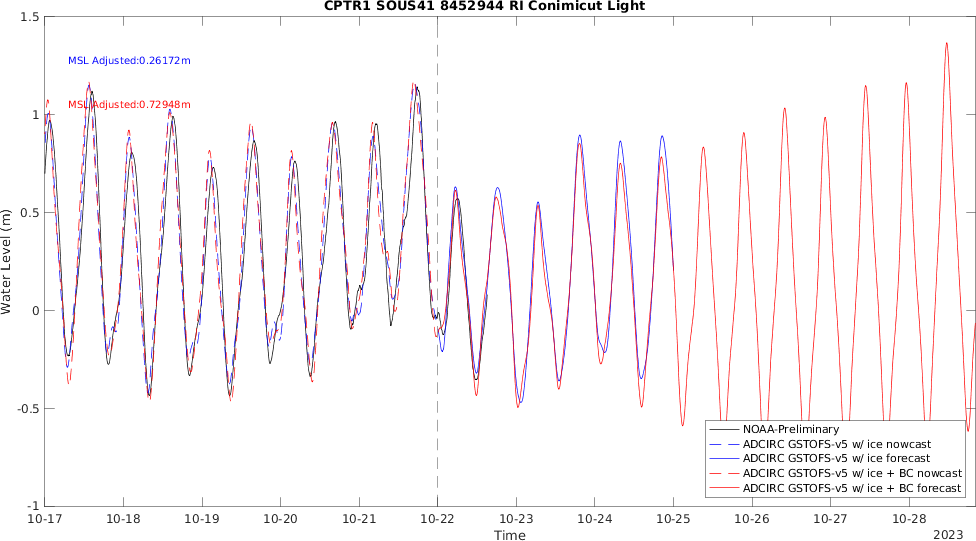 CPTR1 SOUS41 8452944 RI Conimicut Light
1.5
MSL Adjusted:0.26172m
MSL Adjusted:0.72948m
1
0.5
Water Level (m)
0
-0.5
NOAA-Preliminary
ADCIRC GSTOFS-v5 w/ ice nowcast
ADCIRC GSTOFS-v5 w/ ice forecast
ADCIRC GSTOFS-v5 w/ ice + BC nowcast
ADCIRC GSTOFS-v5 w/ ice + BC forecast
-1
10-17 10-18 10-19 10-20 10-21 10-22 10-23 10-24 10-25 10-26 10-27 10-28
Time
2023